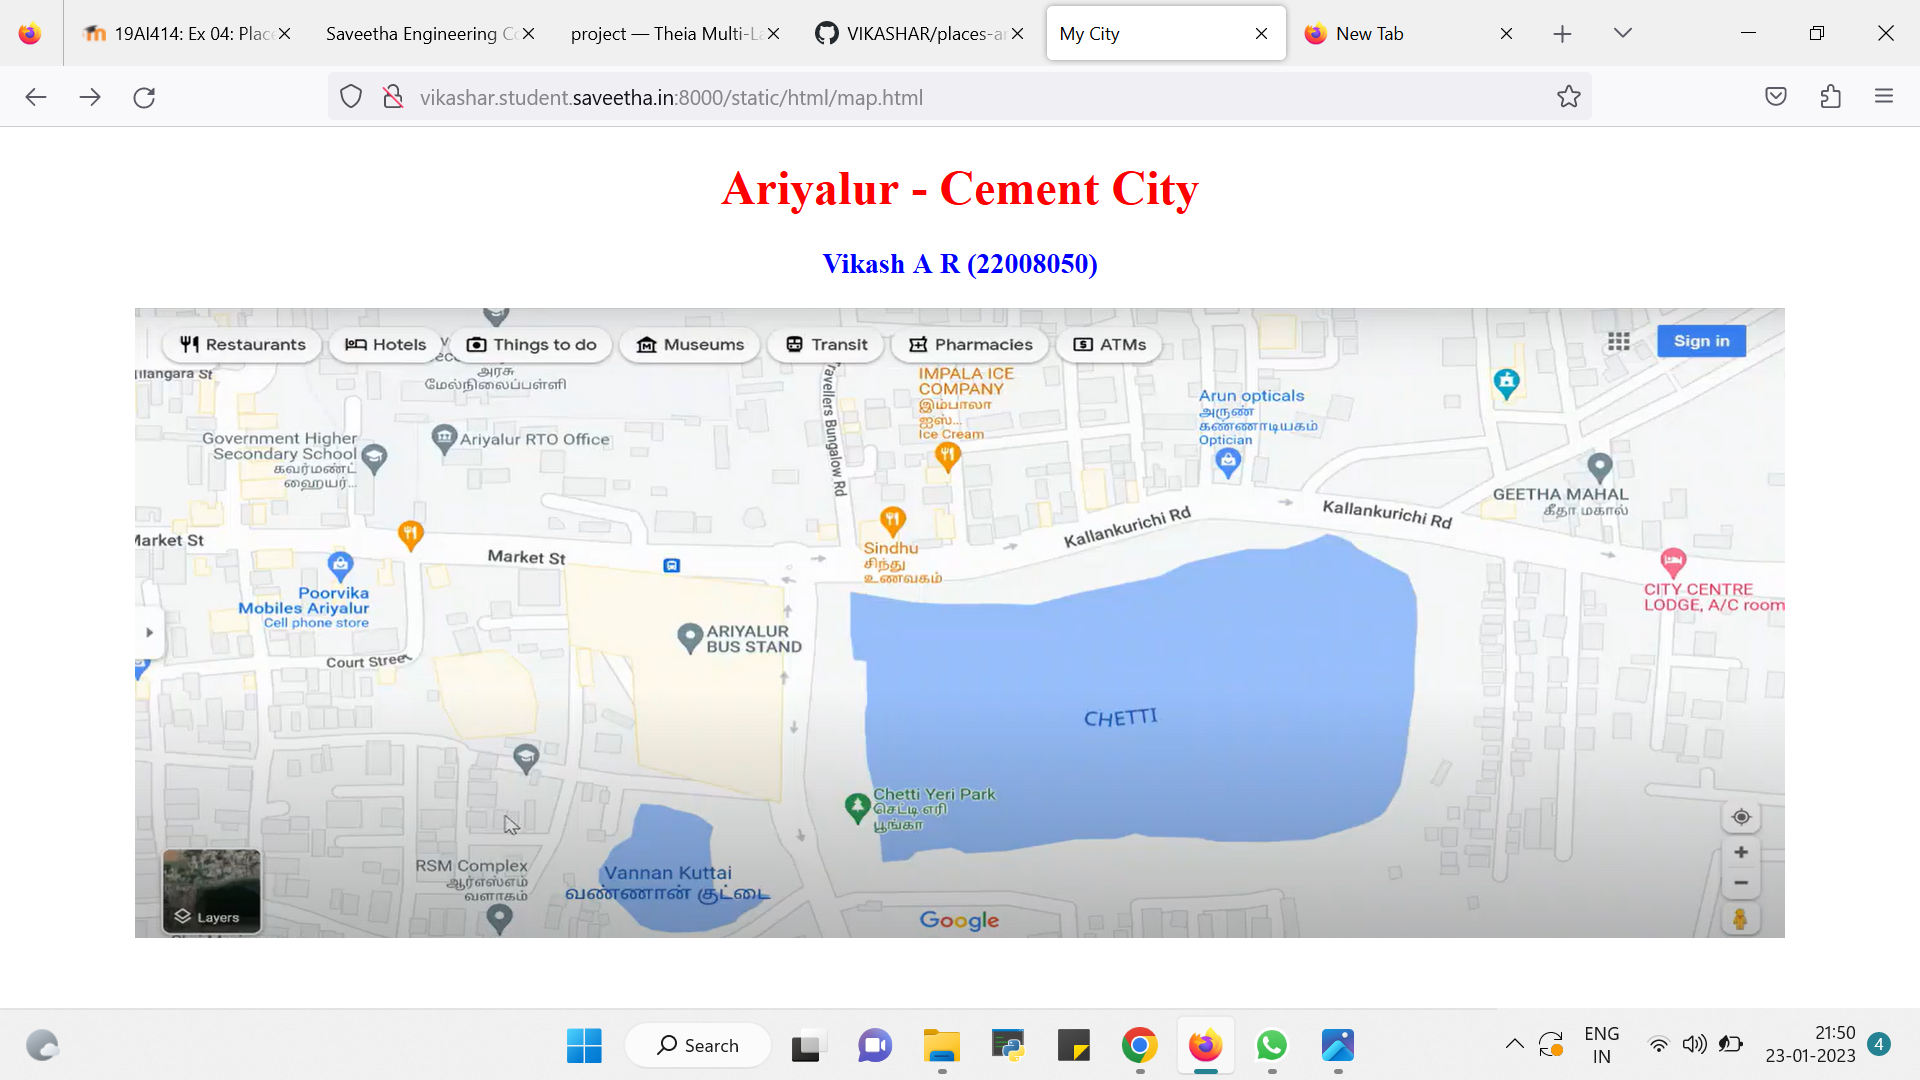 19AI414: Ex 04: Plac
Saveetha Engineering C
project — Theia Multi-La
VIKASHAR/places-a
My City
New Tab
vikashar.student.saveetha.in:8000/static/html/map.html
Ariyalur - Cement City
Vikash A R (22008050)
Restaurants
Hotels
Things to do
Museums
Transit
Pharmacies
ATMs
Sign in
illangara St
அரசு
மேல்நிலைப்பள்ளி
Travellers Bungalow Rd
IMPALA ICE
COMPANY
இம்பாலா
ஐஸ்...
Ice Cream
Arun opticals
அருண்
கண்ணாடியகம்
Optician
Government Higher
Secondary School
கவர்மண்ட்
ஹையர்...
Ariyalur RTO Office
GEETHA MAHAL
கீதா மகால்
Kallankurichi Rd
Kallankurichi Rd
Market St
Market St
Sindhu
சிந்து
உணவகம்
Poorvika
Mobiles Ariyalur
Cell phone store
CITY CENTRE
LODGE, A/C room
ARIYALUR
BUS STAND
Court Street
CHETTI
Chetti Yeri Park
செட்டி எரி
பூங்கா
RSM Complex
ஆர்எஸ்எம்
வளாகம்
Vannan Kuttai
வண்ணான் குட்டை
Layers
Google
Search
ENG
IN
21:50
23-01-2023
4